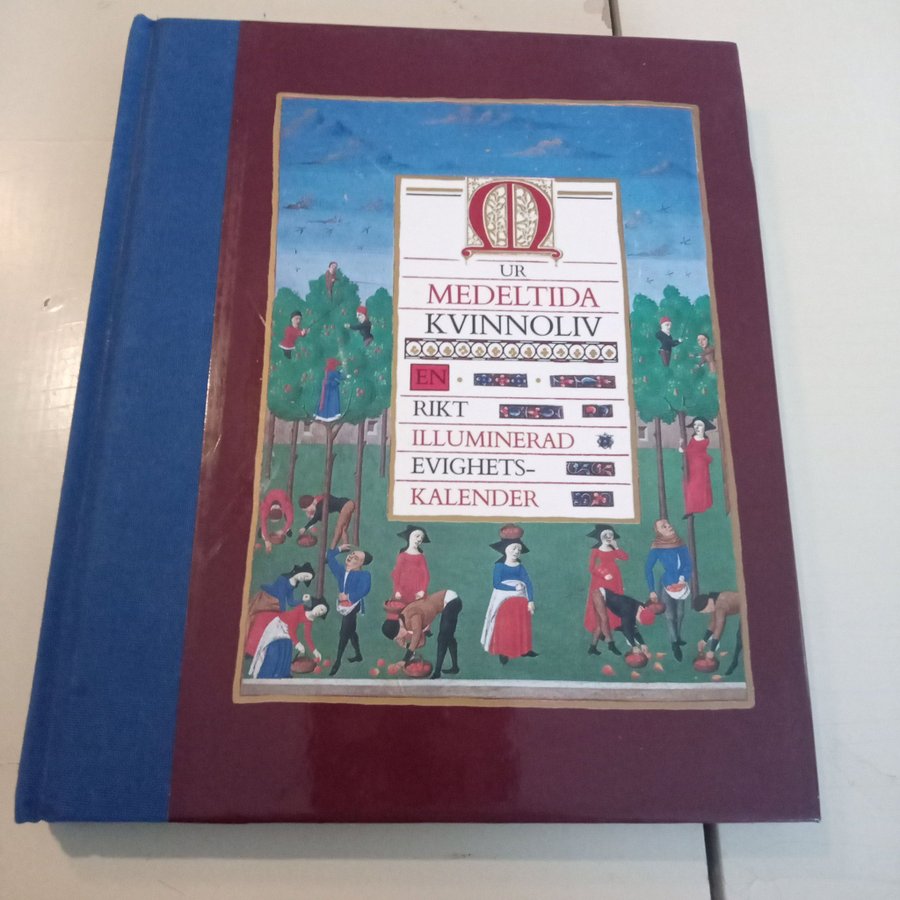 M
UR
MEDELTIDA
KVINNOLIV
EN
RIKT
ILLUMINERAD
EVIGHETS-
KALENDER